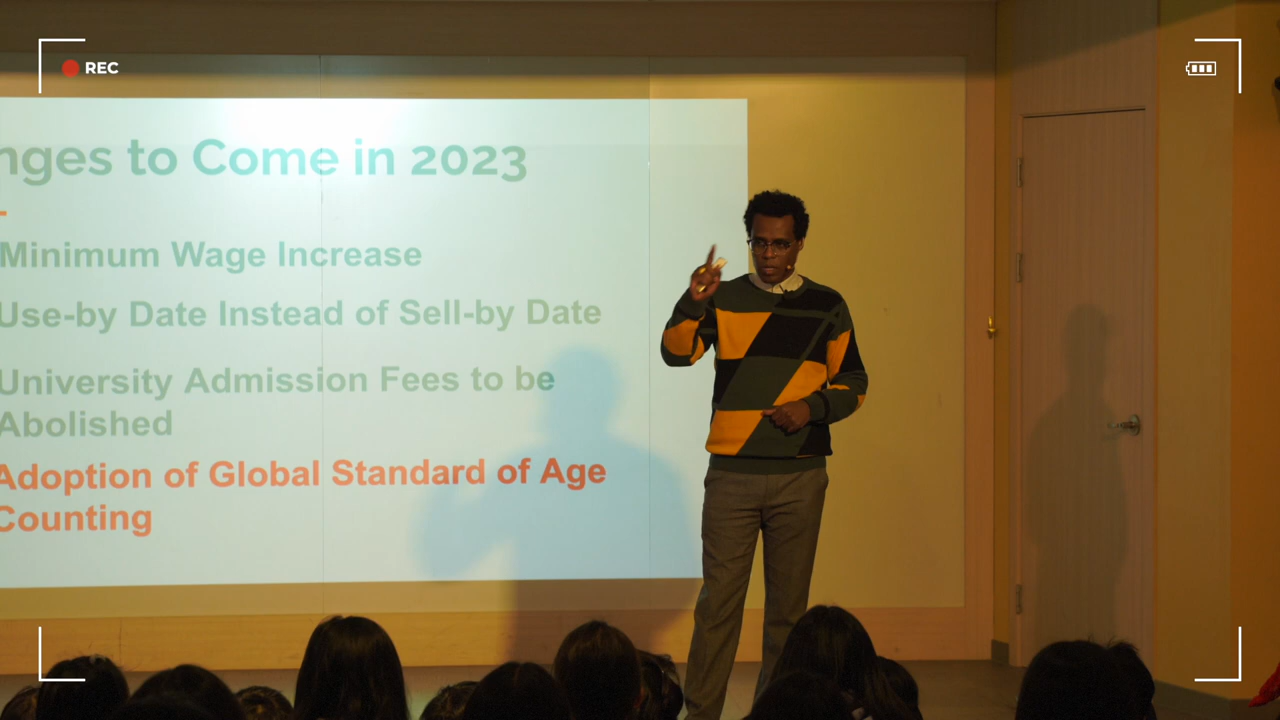 REC
nges to Come in 2023
Minimum Wage Increase
Use-by Date Instead of Sell-by Date
University Admission Fees to be
Abolished
Adoption of Global Standard of Age
Counting